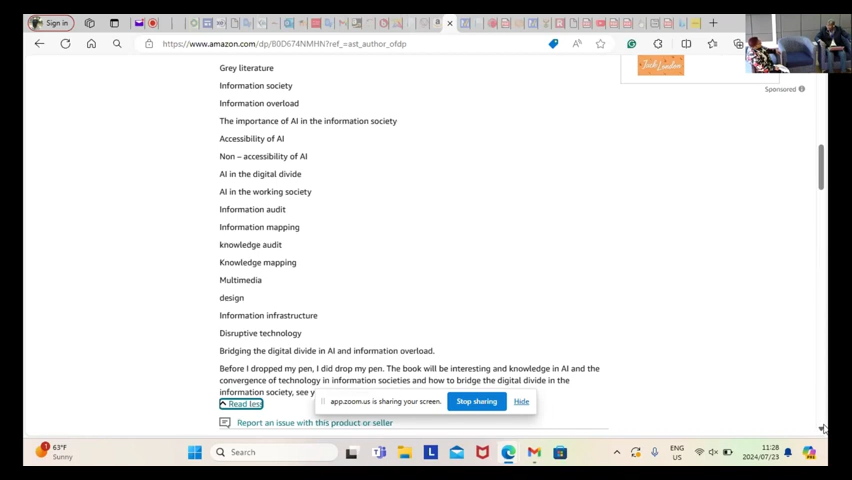 Sign in
https://www.amazon.com/dp/B0D674NMHN?ref_=ast_author_ofdp
Grey literature
Information society
Information overload
The importance of AI in the information society
Accessibility of AI
Non – accessibility of AI
AI in the digital divide
AI in the working society
Information audit
Information mapping
knowledge audit
Knowledge mapping
Multimedia
design
Information infrastructure
Disruptive technology
Bridging the digital divide in AI and information overload.
Before I dropped my pen, I did drop my pen. The book will be interesting and knowledge in AI and the
convergence of technology in information societies and how to bridge the digital divide in the
information society, see
Read less
Report an issue with this product or seller
Jack London
Sponsored
app.zoom.us is sharing your screen.
Stop sharing
Hide
63°F
Sunny
Search
ENG
US
11:28
2024/07/23